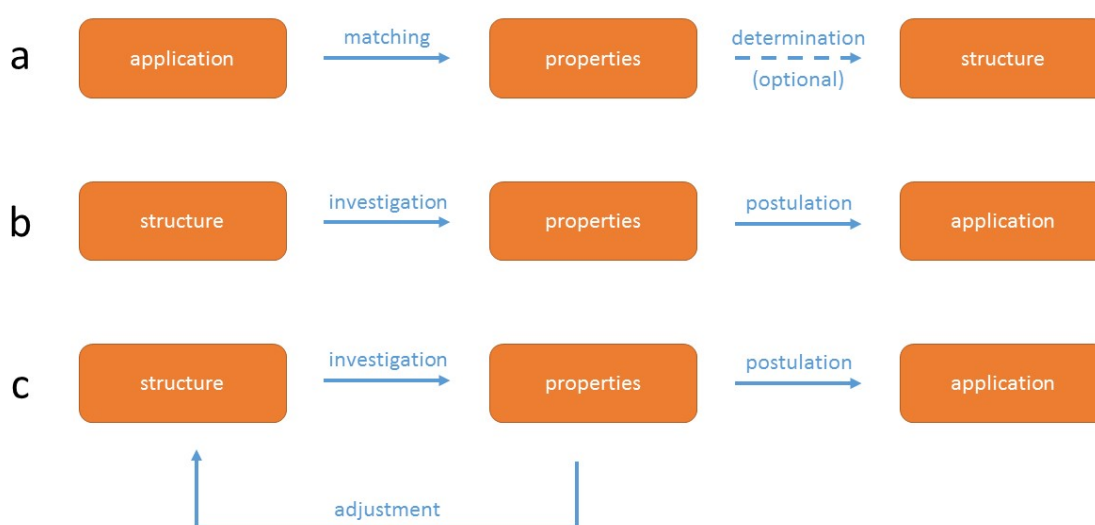 a
application
matching
properties
determination
(optional)
structure
b
structure
investigation
properties
postulation
application
c
structure
investigation
properties
postulation
application
adjustment